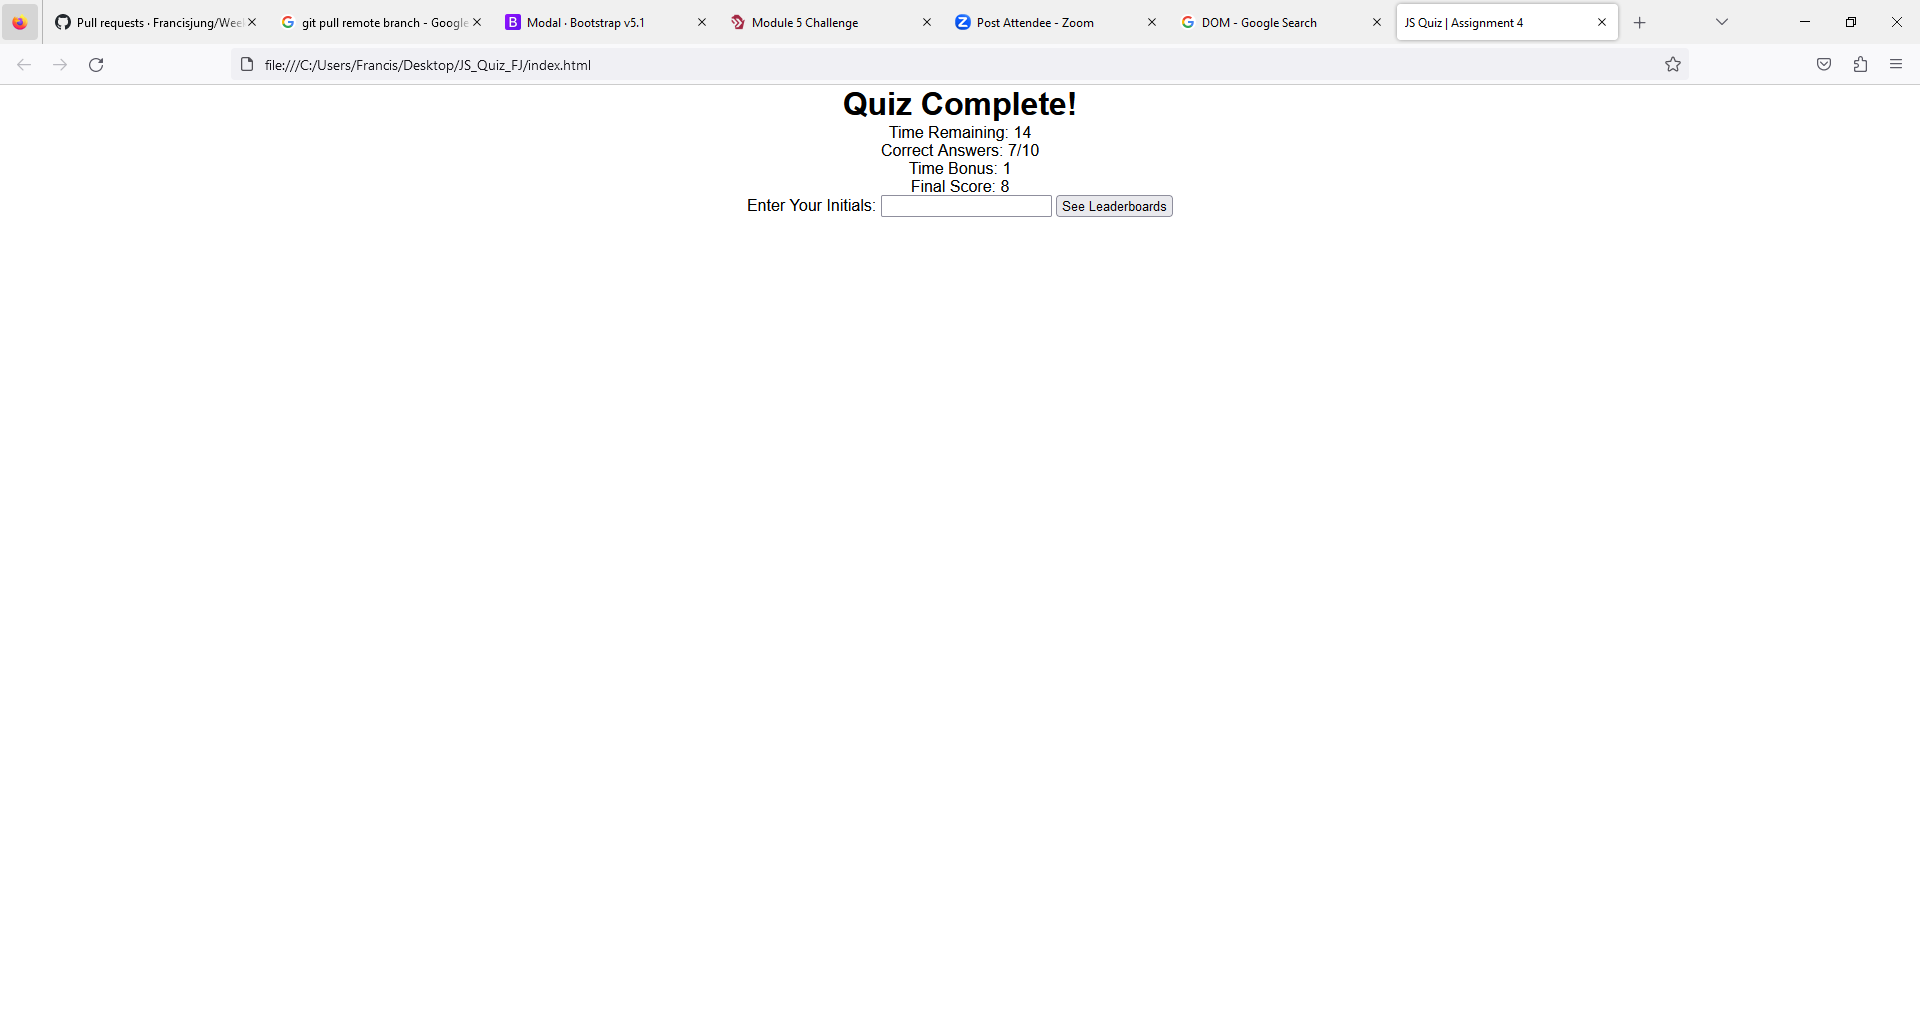 Pull requests · Francisjung/Wee
git pull remote branch - Google
Modal · Bootstrap v5.1
Module 5 Challenge
Post Attendee - Zoom
DOM - Google Search
JS Quiz | Assignment 4
file:///C:/Users/Francis/Desktop/JS_Quiz_FJ/index.html
Quiz Complete!
Time Remaining: 14
Correct Answers: 7/10
Time Bonus: 1
Final Score: 8
Enter Your Initials: See Leaderboards